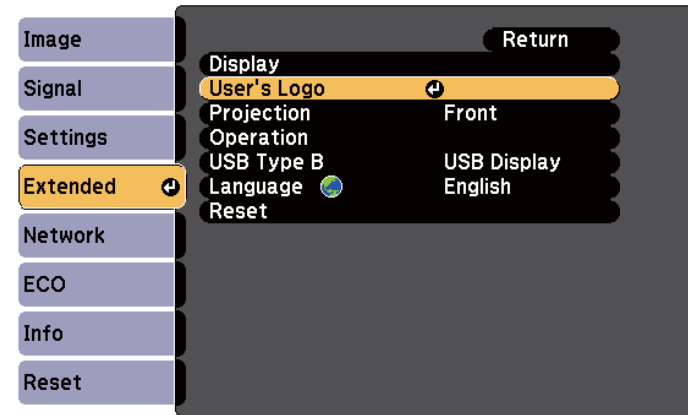 Image
Signal
Settings
Extended
Network
ECO
Info
Reset
Return
Display
User's Logo
Projection Front
Operation
USB Type B USB Display
Language English
Reset